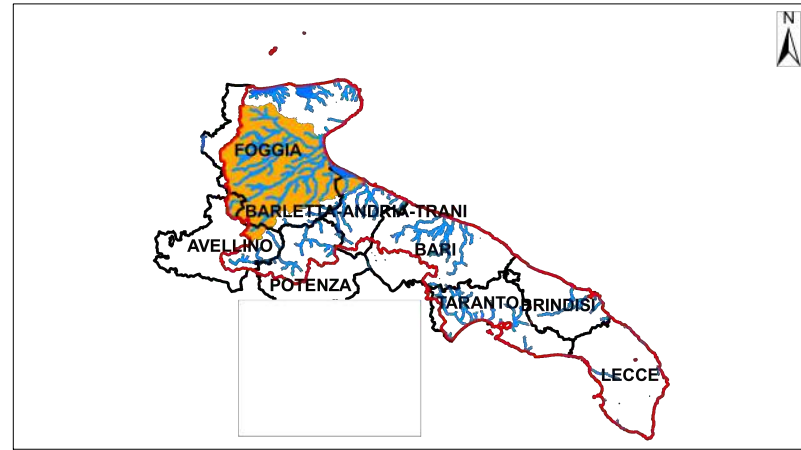 N
FOGGIA
BARLETTA-ANDRIA-TRANI
AVELLINO
BARI
POTENZA
TARANTO
BRINDISI
LECCE